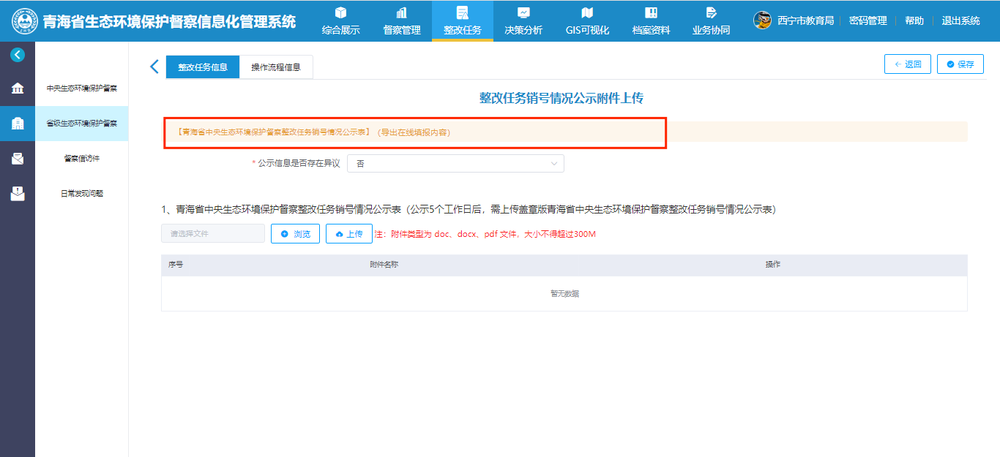 青海省生态环境保护督察信息化管理系统
综合展示 督察管理 整改任务 决策分析 GIS可视化 档案资料 业务协同
西宁市教育局 密码管理 帮助 退出系统
中央生态环境保护督察
省级生态环境保护督察
督察信访件
日常发现问题
整改任务信息 操作流程信息
返回 保存
整改任务销号情况公示附件上传
【青海省中央生态环境保护督察整改任务销号情况公示表】（导出在线填报内容）
* 公示信息是否存在异议 否
1、青海省中央生态环境保护督察整改任务销号情况公示表（公示5个工作日后，需上传盖章版青海省中央生态环境保护督察整改任务销号情况公示表）
请选择文件 浏览 上传 注：附件类型为 doc、docx、pdf 文件，大小不得超过300M
序号 附件名称 操作
暂无数据